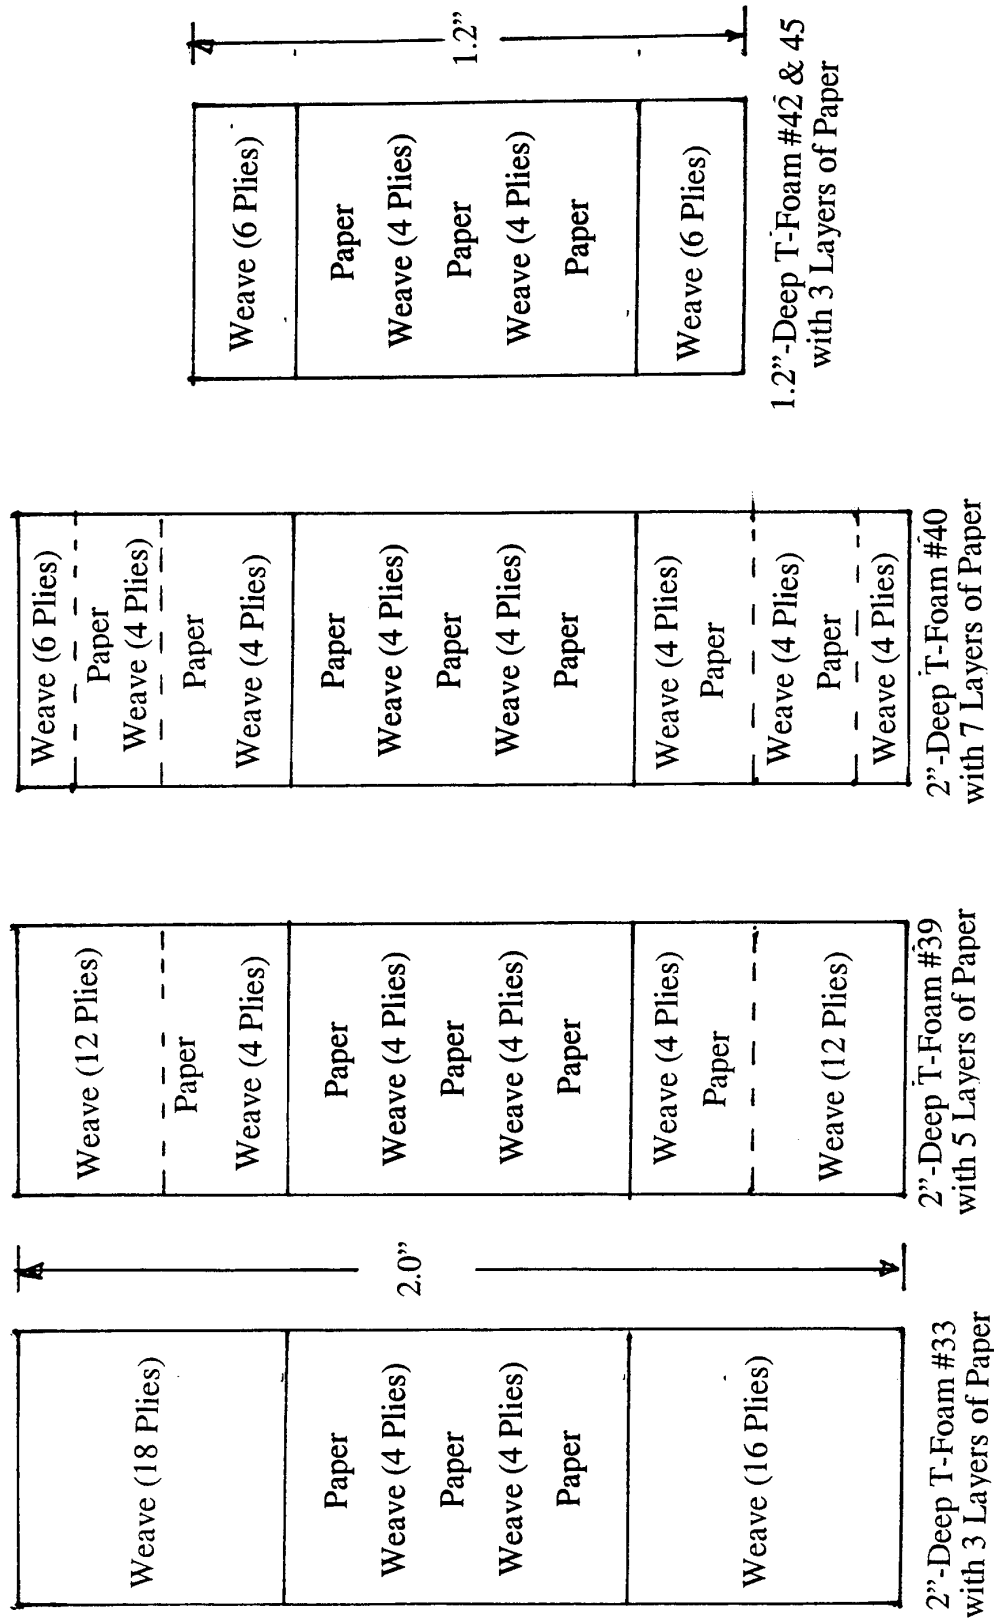 Weave (18 Plies)
Paper
Weave (4 Plies)
Paper
Weave (4 Plies)
Paper
Weave (16 Plies)
2”-Deep T-Foam #33
with 3 Layers of Paper
2.0”
Weave (12 Plies)
Paper
Weave (4 Plies)
Paper
Weave (4 Plies)
Paper
Weave (4 Plies)
Paper
Weave (4 Plies)
Paper
Weave (12 Plies)
2”-Deep T-Foam #39
with 5 Layers of Paper
Weave (6 Plies)
Paper
Weave (4 Plies)
Paper
Weave (4 Plies)
Paper
Weave (4 Plies)
Paper
Weave (4 Plies)
Paper
Weave (4 Plies)
Paper
Weave (4 Plies)
Paper
Weave (4 Plies)
2”-Deep T-Foam #40
with 7 Layers of Paper
Weave (6 Plies)
Paper
Weave (4 Plies)
Paper
Weave (4 Plies)
Paper
Weave (6 Plies)
1.2”-Deep T-Foam #42 & 45
with 3 Layers of Paper
1.2”